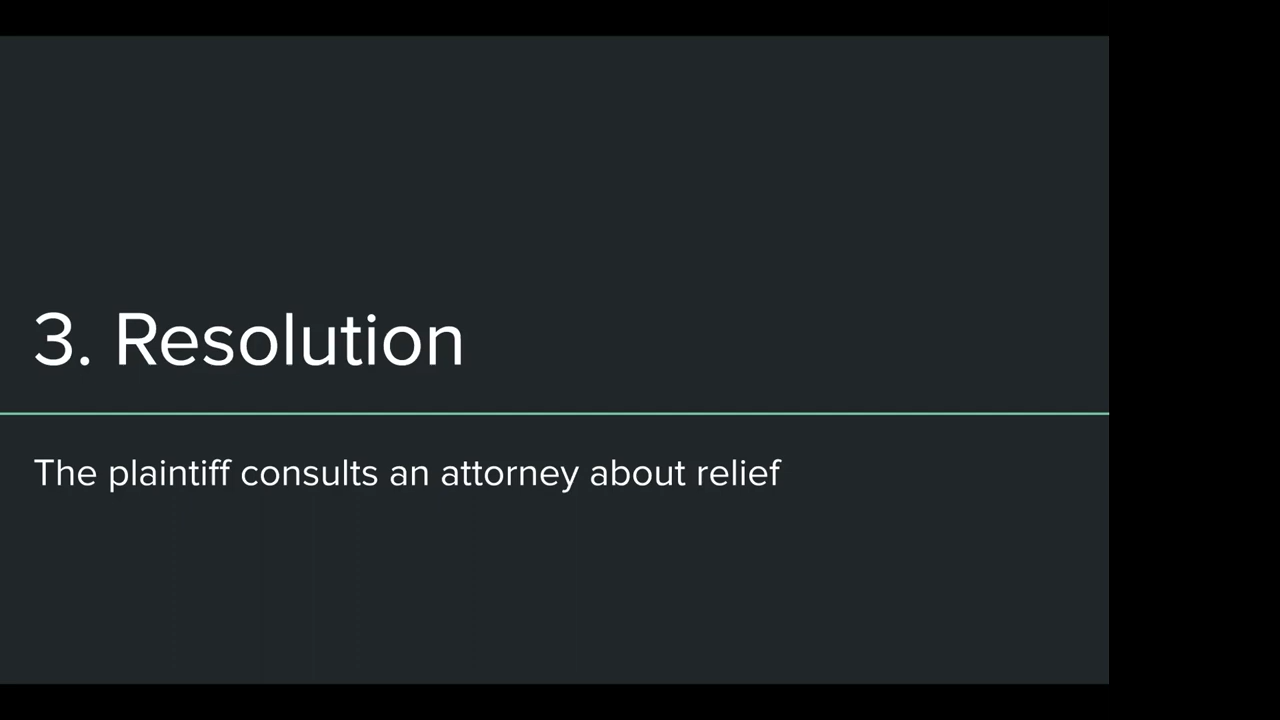 3. Resolution
The plaintiff consults an attorney about relief